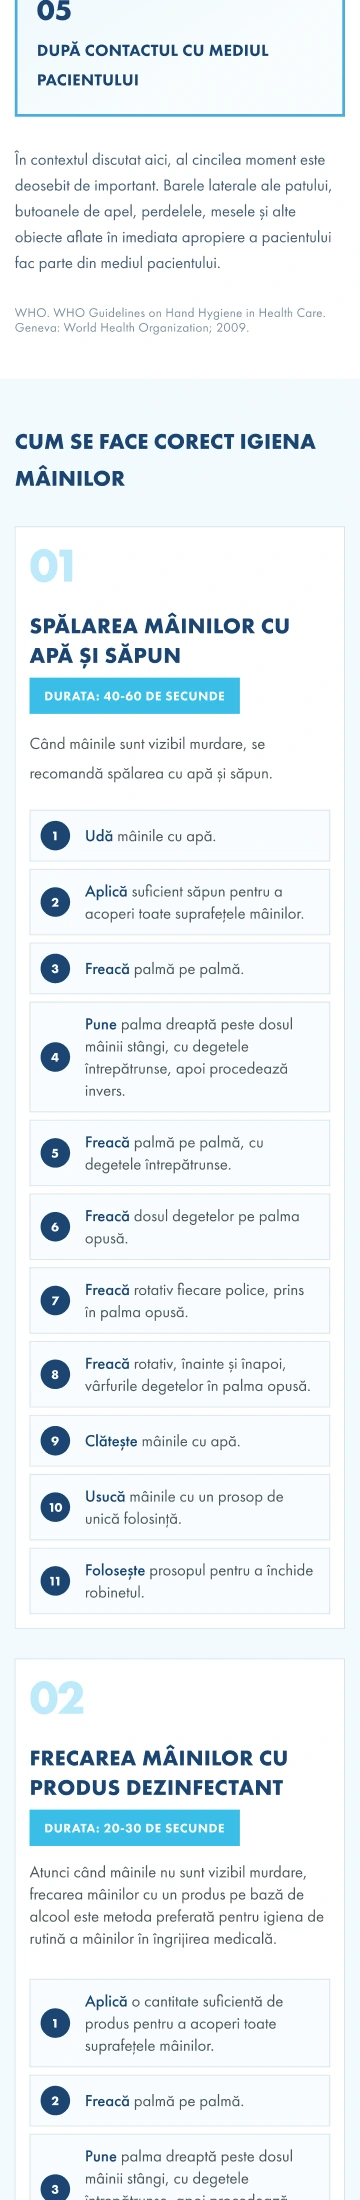 05
DUPĂ CONTACTUL CU MEDIUL
PACIENTULUI
În contextul discutat aici, al cincilea moment este
deosebit de important. Barele laterale ale patului,
butoanele de apel, perdelele, mesele și alte
obiecte aflate în imediata apropiere a pacientului
fac parte din mediul pacientului.
WHO. WHO Guidelines on Hand Hygiene in Health Care.
Geneva: World Health Organization; 2009.
CUM SE FACE CORECT IGIENA
MÂINILOR
01
SPĂLAREA MÂINILOR CU
APĂ ȘI SĂPUN
DURATA: 40-60 DE SECUNDE
Când mâinile sunt vizibil murdare, se
recomandă spălarea cu apă și săpun.
1 Udă mâinile cu apă.
2 Aplică suficient săpun pentru a
acoperi toate suprafețele mâinilor.
3 Freacă palmă pe palmă.
4 Pune palma dreaptă peste dosul
mâinii stângi, cu degetele
întrepătrunse, apoi procedează
invers.
5 Freacă palmă pe palmă, cu
degetele întrepătrunse.
6 Freacă dosul degetelor pe palma
opusă.
7 Freacă rotativ fiecare police, prins
în palma opusă.
8 Freacă rotativ, înainte și înapoi,
vârfurile degetelor în palma opusă.
9 Clătește mâinile cu apă.
10 Usucă mâinile cu un prosop de
unică folosință.
11 Folosește prosopul pentru a închide
robinetul.
02
FRECAREA MÂINILOR CU
PRODUS DEZINFECTANT
DURATA: 20-30 DE SECUNDE
Atunci când mâinile nu sunt vizibil murdare,
frecarea mâinilor cu un produs pe bază de
alcool este metoda preferată pentru igiena de
rutină a mâinilor în îngrijirea medicală.
1 Aplică o cantitate suficientă de
produs pentru a acoperi toate
suprafețele mâinilor.
2 Freacă palmă pe palmă.
3 Pune palma dreaptă peste dosul
mâinii stângi, cu degetele
întrepătrunse, apoi procedează